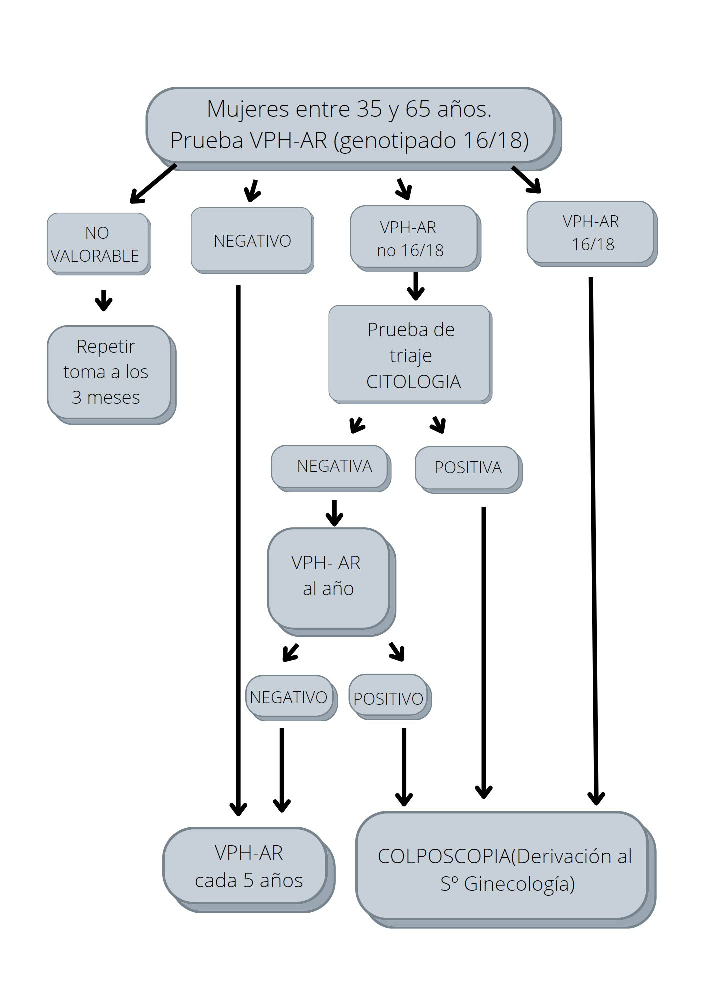 Mujeres entre 35 y 65 años.
Prueba VPH-AR (genotipado 16/18)
NO
VALORABLE
NEGATIVO
VPH-AR
no 16/18
VPH-AR
16/18
Repetir
toma a los
3 meses
Prueba de
triaje
CITOLOGIA
NEGATIVA
POSITIVA
VPH- AR
al año
NEGATIVO
POSITIVO
VPH-AR
cada 5 años
COLPOSCOPIA(Derivación al
Sº Ginecología)